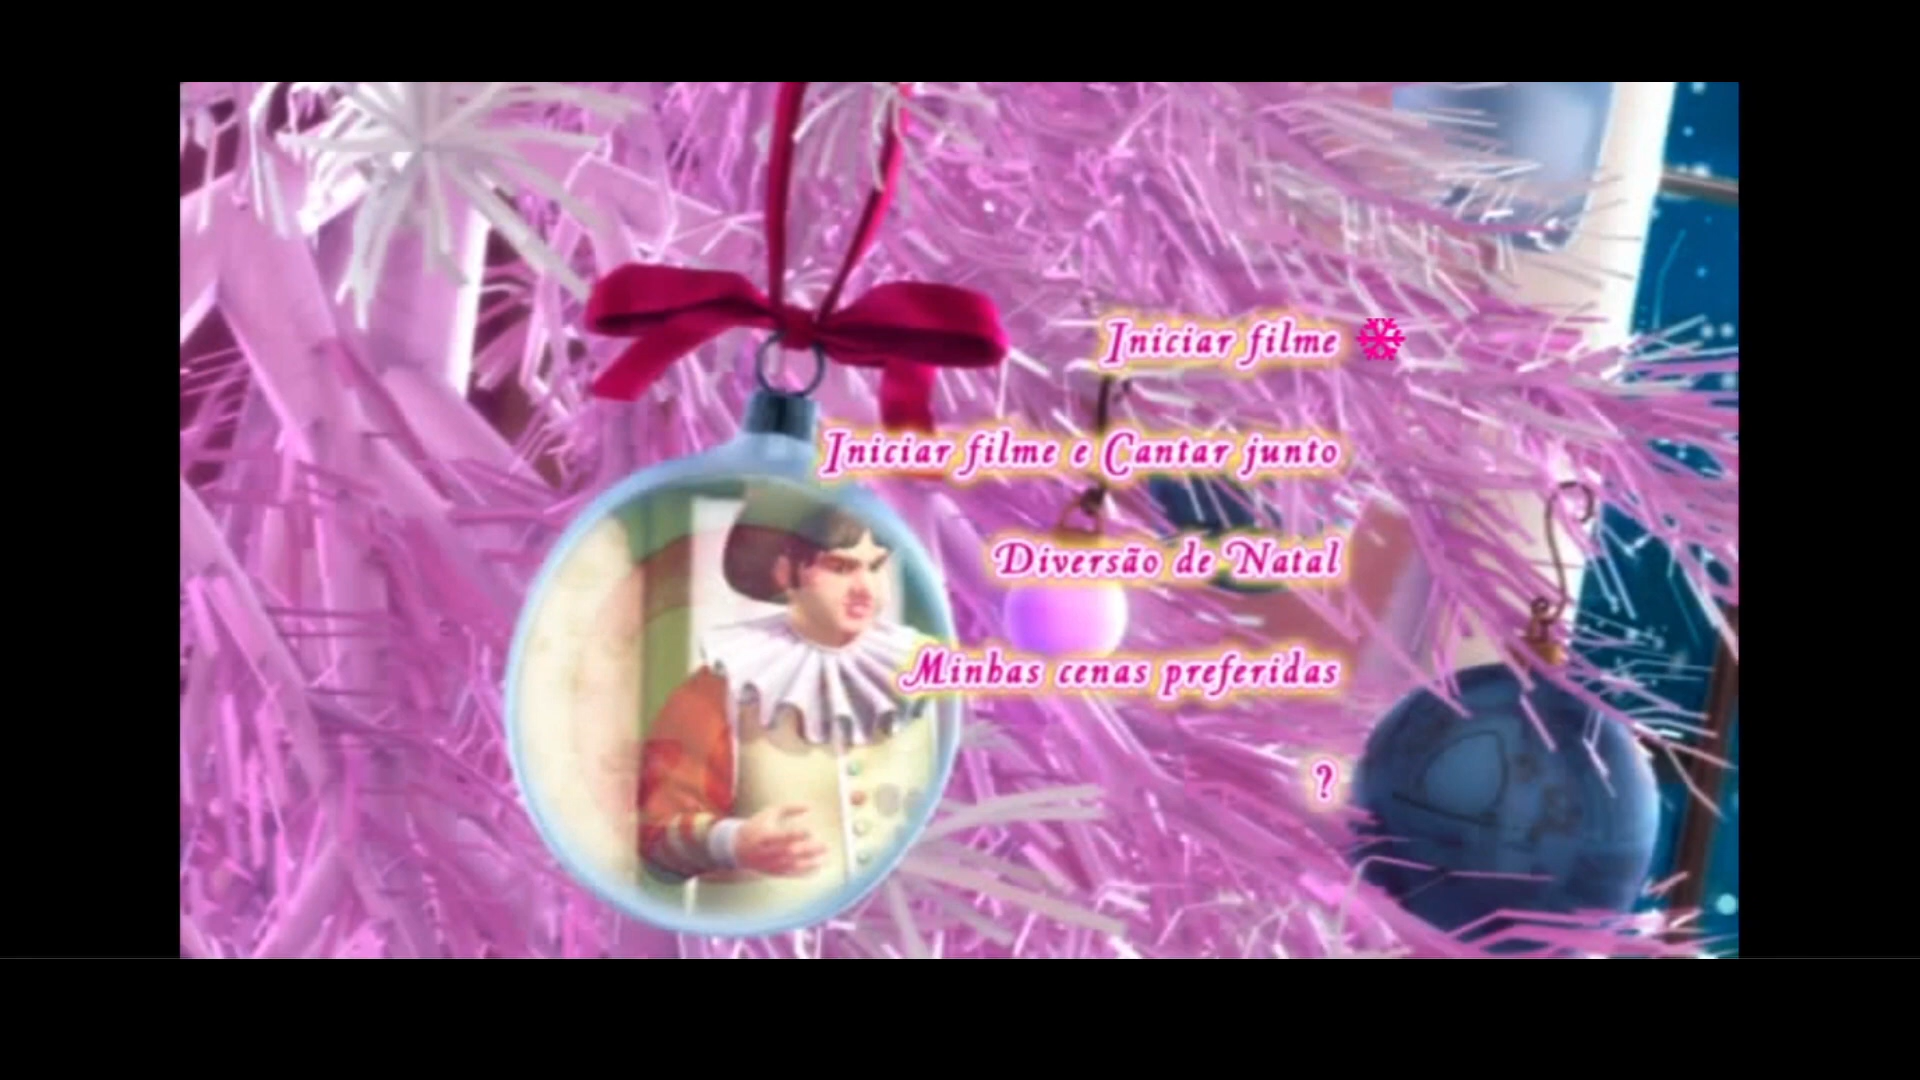 Iniciar filme
Iniciar filme e Cantar junto
Diversão de Natal
Minhas cenas preferidas
?